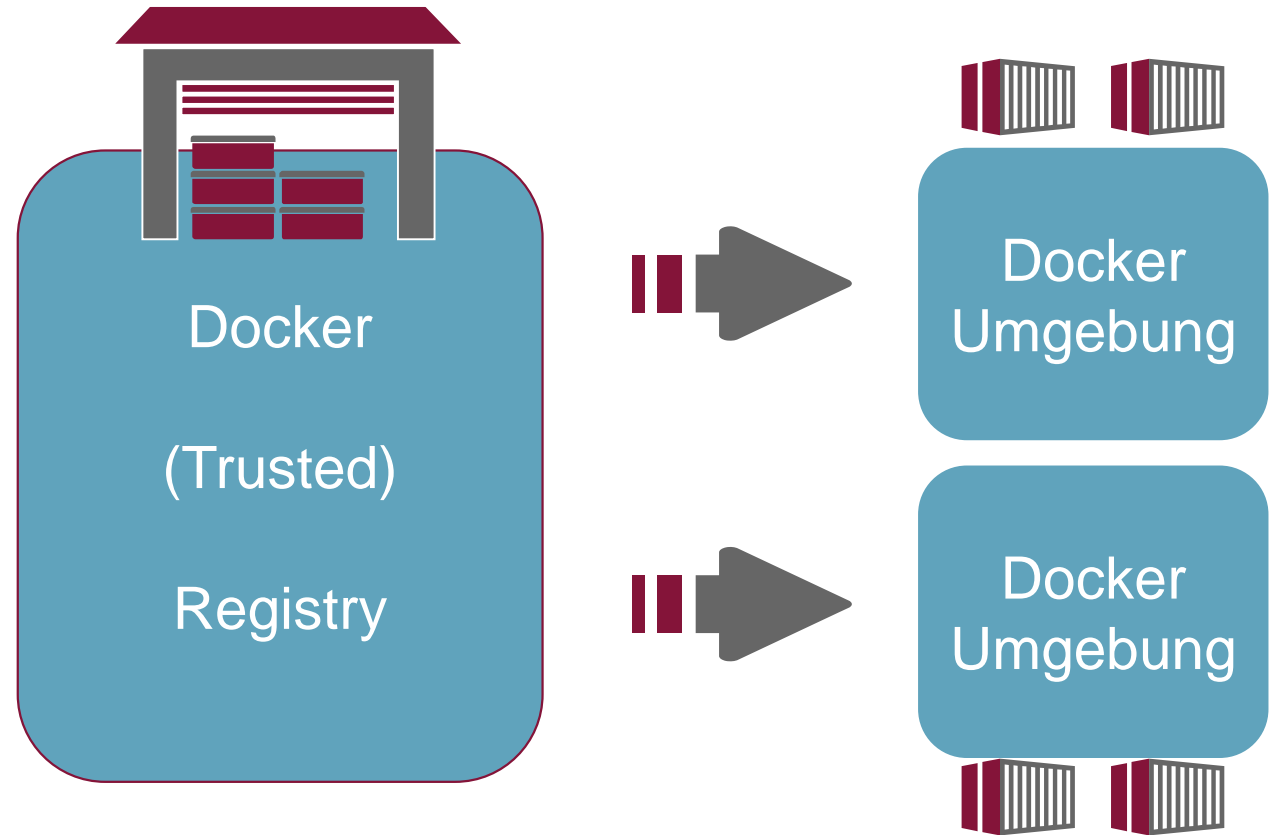 Docker
(Trusted)
Registry
Docker
Umgebung
Docker
Umgebung